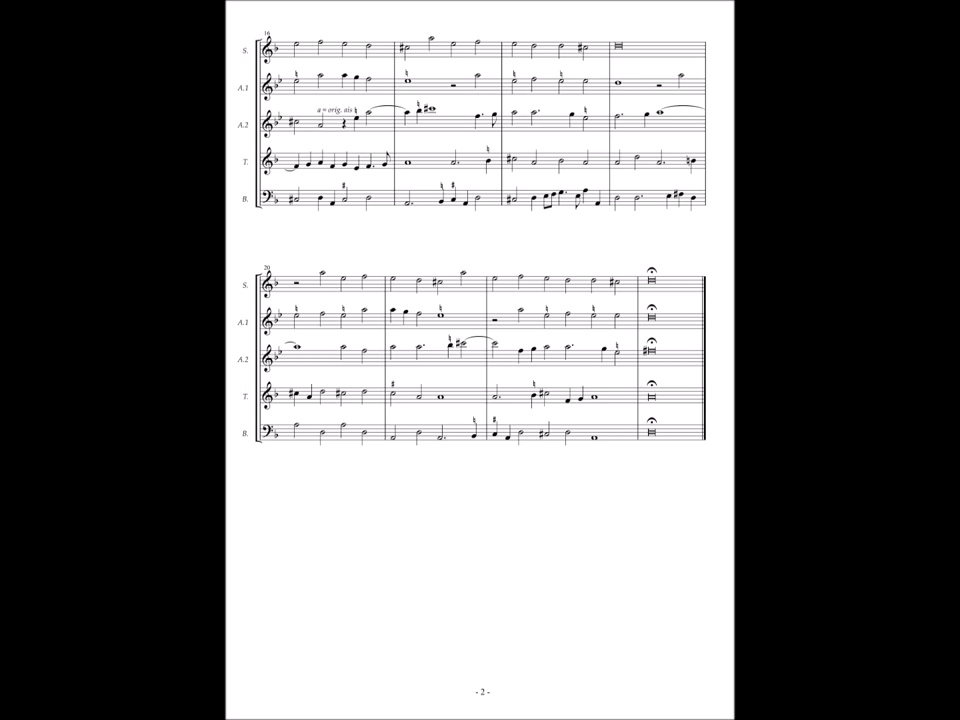 16
S.
A.1
a = orig. ais
A.2
T.
B.
20
S.
A.1
A.2
T.
B.
- 2 -